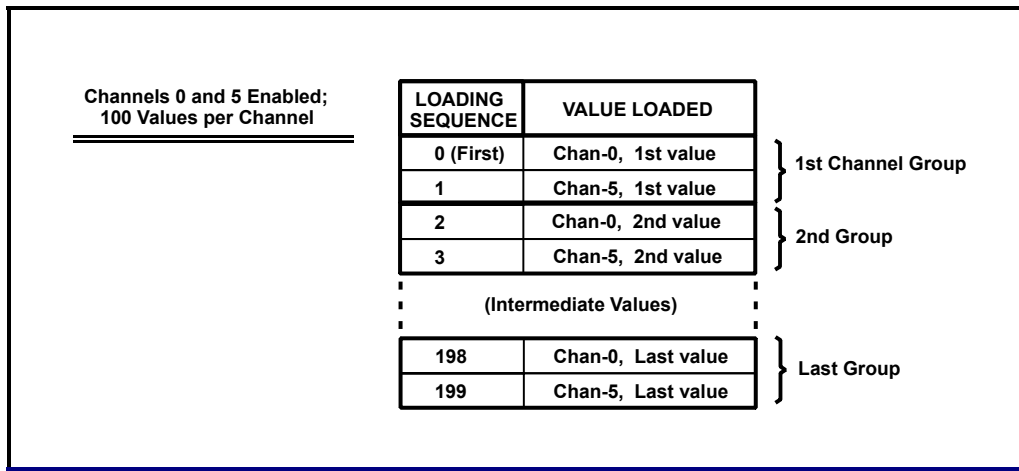 Channels 0 and 5 Enabled;
100 Values per Channel
LOADING SEQUENCE VALUE LOADED
0 (First) Chan-0, 1st value
1 Chan-5, 1st value
1st Channel Group
2 Chan-0, 2nd value
3 Chan-5, 2nd value
2nd Group
(Intermediate Values)
198 Chan-0, Last value
199 Chan-5, Last value
Last Group